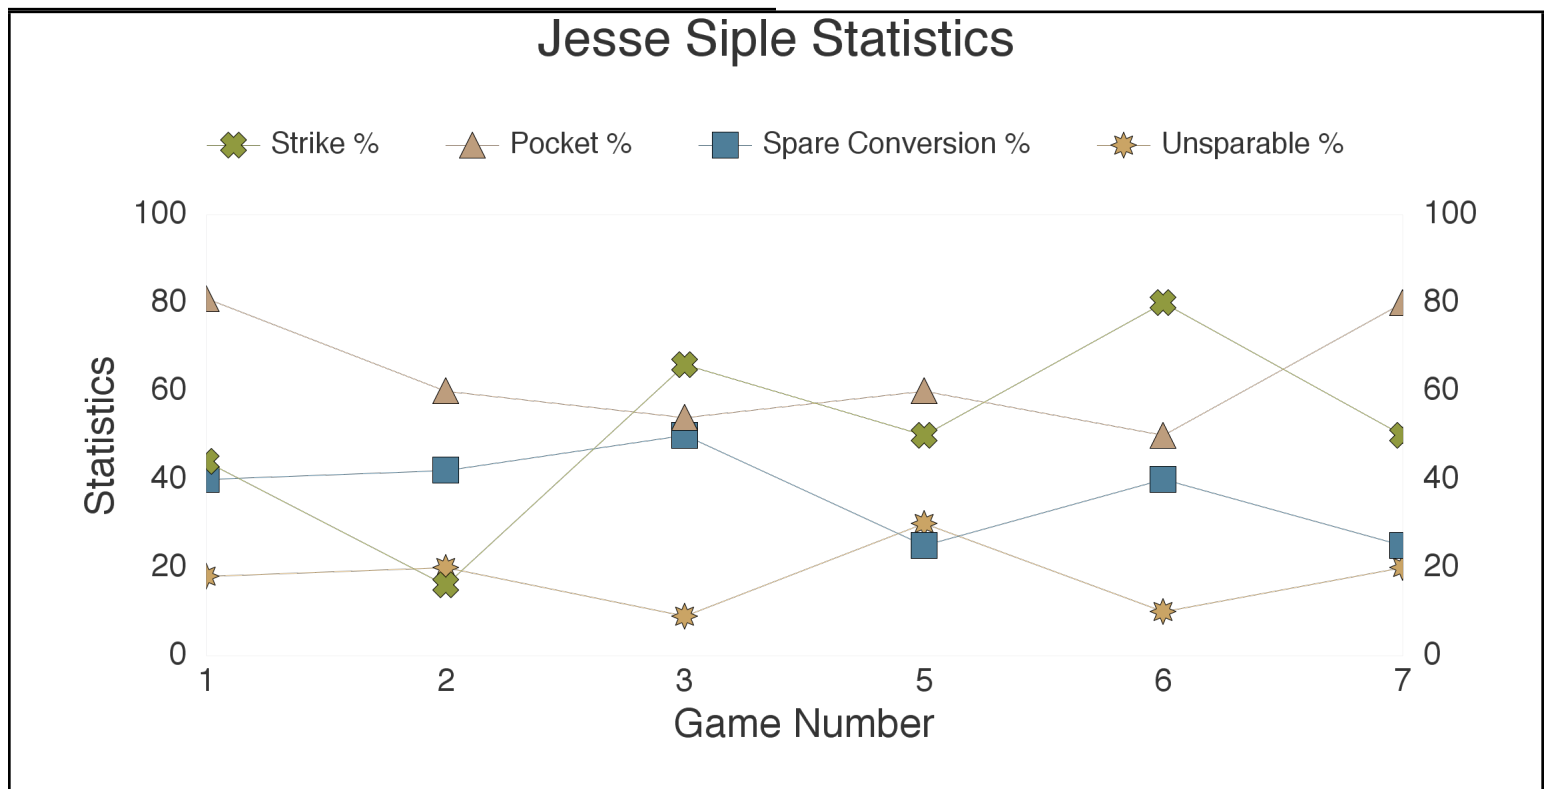 Jesse Siple Statistics
Strike % Pocket % Spare Conversion % Unsparable %
100 100
80 80
60 60
Statistics
40 40
20 20
0 0
1 2 3 5 6 7
Game Number